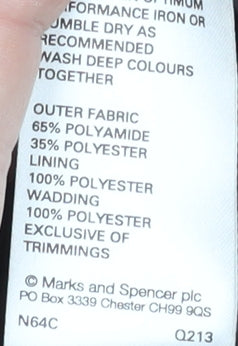 IRON OR
TUMBLE DRY AS
RECOMMENDED
WASH DEEP COLOURS
TOGETHER
OUTER FABRIC
65% POLYAMIDE
35% POLYESTER
LINING
100% POLYESTER
WADDING
100% POLYESTER
EXCLUSIVE OF
TRIMMINGS
© Marks and Spencer plc
PO Box 3339 Chester CH99 9QS
N64C Q213